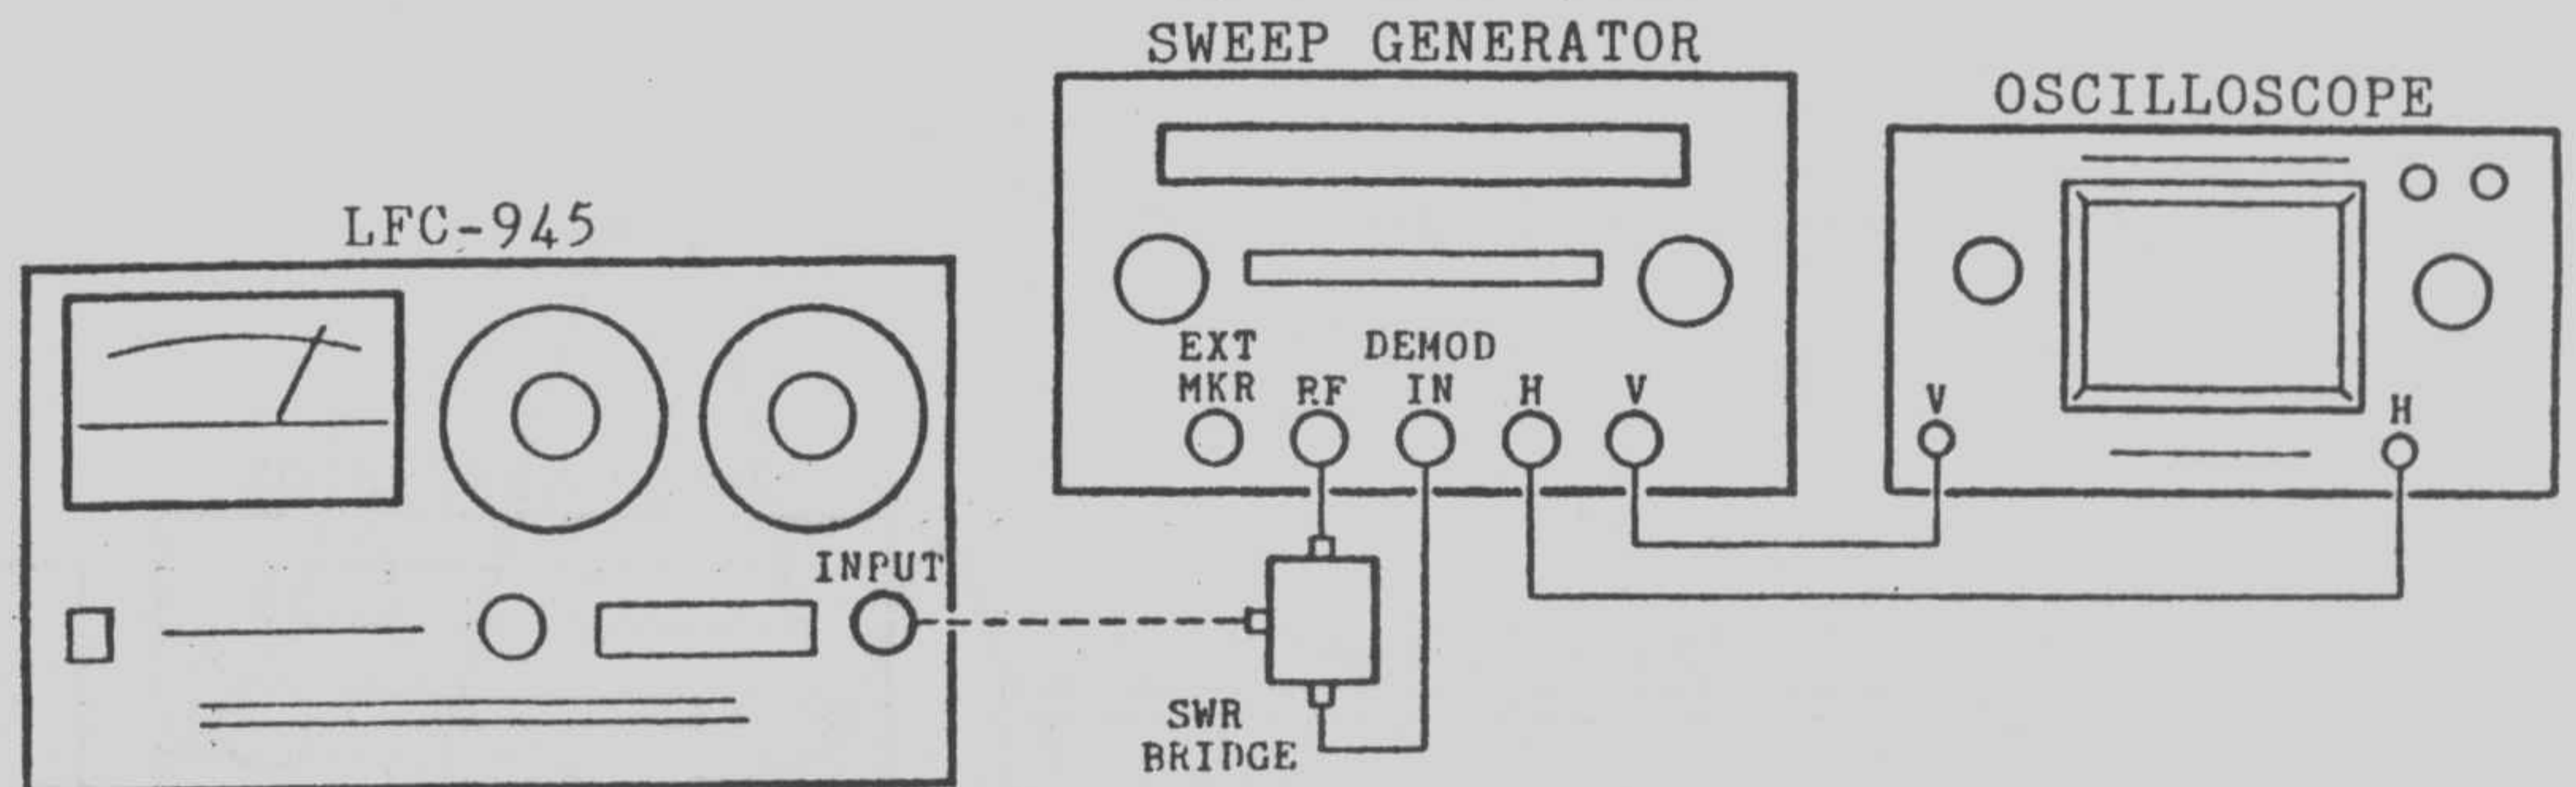 SWEEP GENERATOR
OSCILLOSCOPE
LFC-945
EXT
MKR
RF
DEMOD
IN
H
V
V
H
INPUT
SWR
BRIDGE